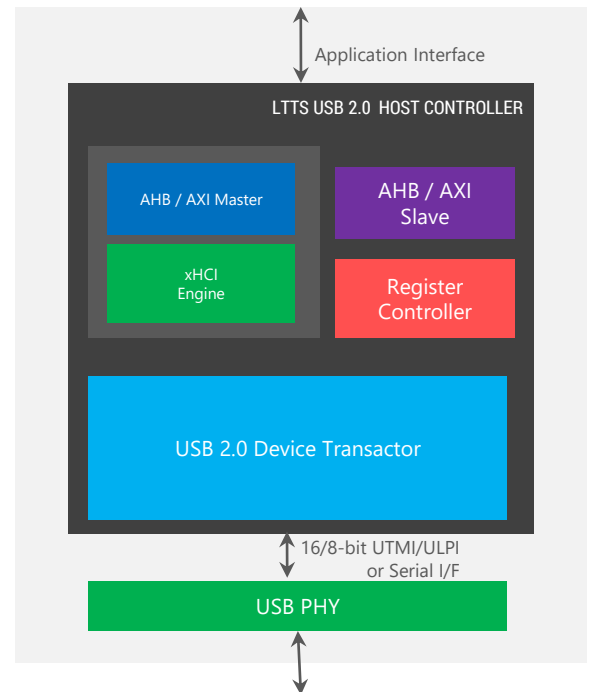 Application Interface
LTTS USB 2.0 HOST CONTROLLER
AHB / AXI Master
xHCI
Engine
AHB / AXI
Slave
Register
Controller
USB 2.0 Device Transactor
16/8-bit UTMI/ULPI
or Serial I/F
USB PHY